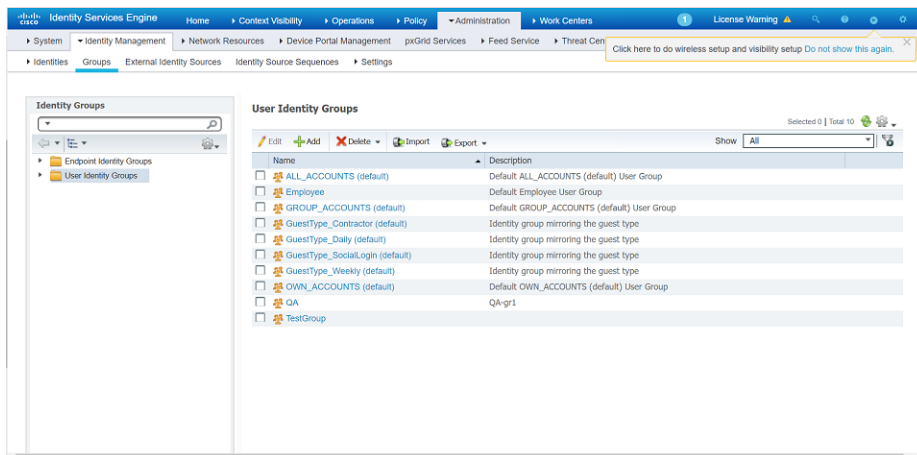 cisco Identity Services Engine Home Context Visibility Operations Policy Administration Work Centers 1 License Warning
System Identity Management Network Resources Device Portal Management pxGrid Services Feed Service Threat Cen
Click here to do wireless setup and visibility setup Do not show this again.
Identities Groups External Identity Sources Identity Source Sequences Settings
Identity Groups
Endpoint Identity Groups
User Identity Groups
User Identity Groups
Selected 0 | Total 10
Edit Add Delete Import Export Show All
Name Description
ALL_ACCOUNTS (default) Default ALL_ACCOUNTS (default) User Group
Employee Default Employee User Group
GROUP_ACCOUNTS (default) Default GROUP_ACCOUNTS (default) User Group
GuestType_Contractor (default) Identity group mirroring the guest type
GuestType_Daily (default) Identity group mirroring the guest type
GuestType_SocialLogin (default) Identity group mirroring the guest type
GuestType_Weekly (default) Identity group mirroring the guest type
OWN_ACCOUNTS (default) Default OWN_ACCOUNTS (default) User Group
QA QA-gr1
TestGroup